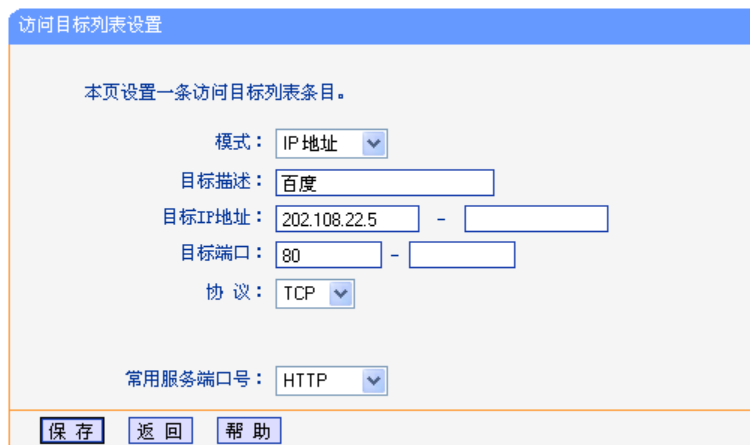 访问目标列表设置
本页设置一条访问目标列表条目。
模式： IP地址
目标描述： 百度
目标IP地址： 202.108.22.5 -
目标端口： 80 -
协 议： TCP
常用服务端口号： HTTP
保 存 返 回 帮 助